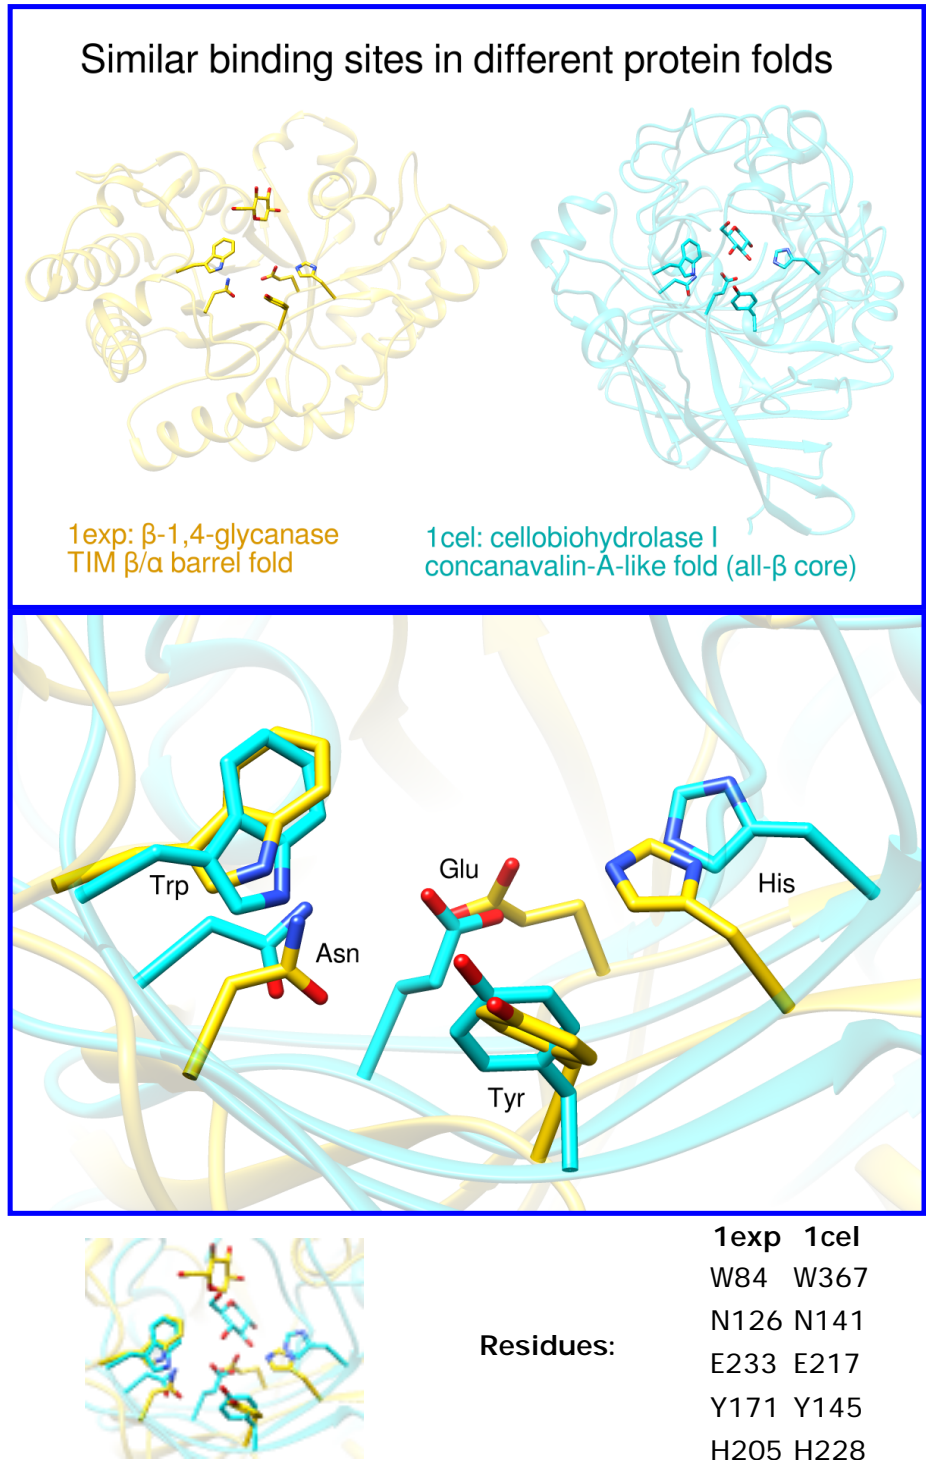 Similar binding sites in different protein folds
1exp: β-1,4-glycanase
TIM β/α barrel fold
1cel: cellobiohydrolase I
concanavalin-A-like fold (all-β core)
Trp
Glu
His
Asn
Tyr
Residues:
1exp 1cel
W84 W367
N126 N141
E233 E217
Y171 Y145
H205 H228